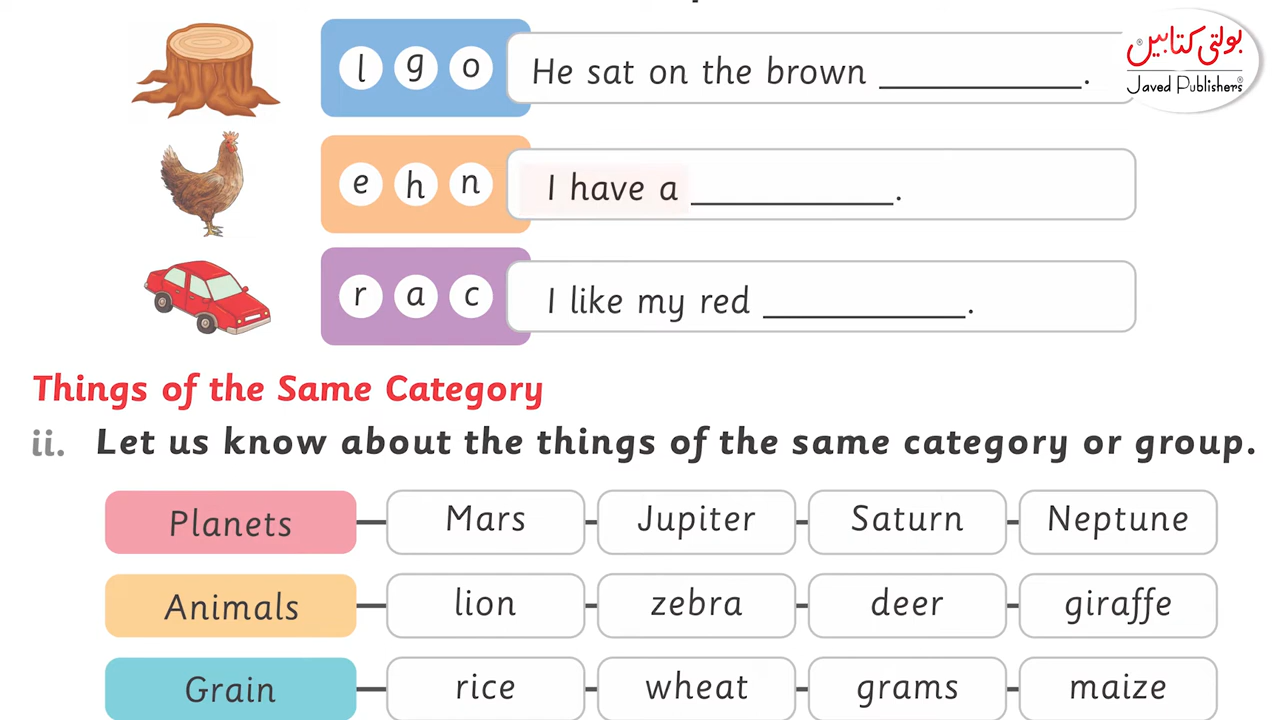 l g o He sat on the brown ___________.
بولتی کتابیں®
Javed Publishers®
e h n I have a ___________.
r a c I like my red ___________.
Things of the Same Category
ii. Let us know about the things of the same category or group.
Planets Mars Jupiter Saturn Neptune
Animals lion zebra deer giraffe
Grain rice wheat grams maize